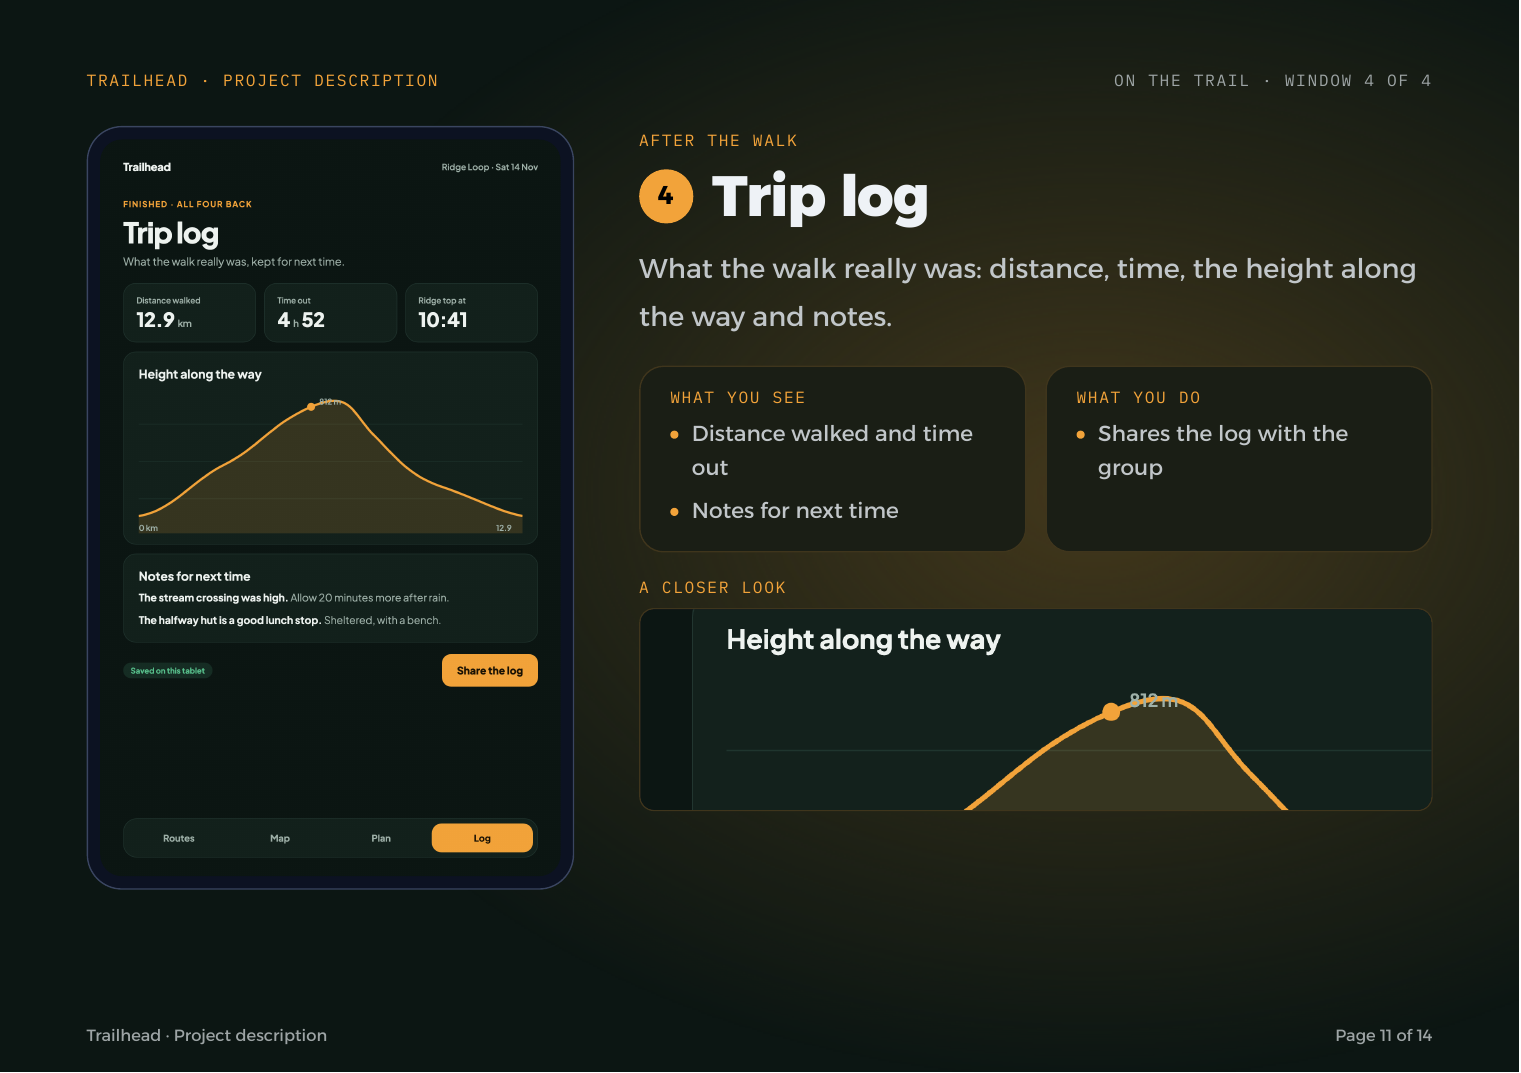 TRAILHEAD · PROJECT DESCRIPTION
ON THE TRAIL · WINDOW 4 OF 4
Trailhead
Ridge Loop · Sat 14 Nov
FINISHED · ALL FOUR BACK
Trip log
What the walk really was, kept for next time.
Distance walked
12.9 km
Time out
4 h 52
Ridge top at
10:41
Height along the way
812 m
0 km
12.9
Notes for next time
The stream crossing was high. Allow 20 minutes more after rain.
The halfway hut is a good lunch stop. Sheltered, with a bench.
Saved on this tablet
Share the log
Routes
Map
Plan
Log
AFTER THE WALK
4
Trip log
What the walk really was: distance, time, the height along
the way and notes.
WHAT YOU SEE
• Distance walked and time
out
• Notes for next time
WHAT YOU DO
• Shares the log with the
group
A CLOSER LOOK
Height along the way
812 m
Trailhead · Project description
Page 11 of 14